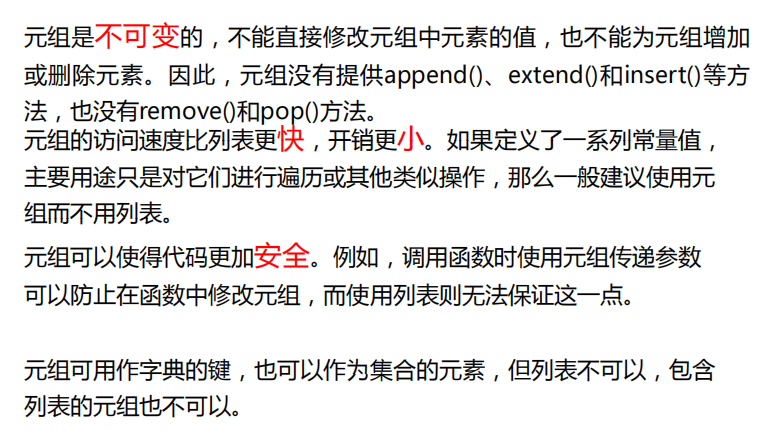 元组是不可变的，不能直接修改元组中元素的值，也不能为元组增加
或删除元素。因此，元组没有提供append()、extend()和insert()等方
法，也没有remove()和pop()方法。
元组的访问速度比列表更快，开销更小。如果定义了一系列常量值，
主要用途只是对它们进行遍历或其他类似操作，那么一般建议使用元
组而不用列表。
元组可以使得代码更加安全。例如，调用函数时使用元组传递参数
可以防止在函数中修改元组，而使用列表则无法保证这一点。
元组可用作字典的键，也可以作为集合的元素，但列表不可以，包含
列表的元组也不可以。